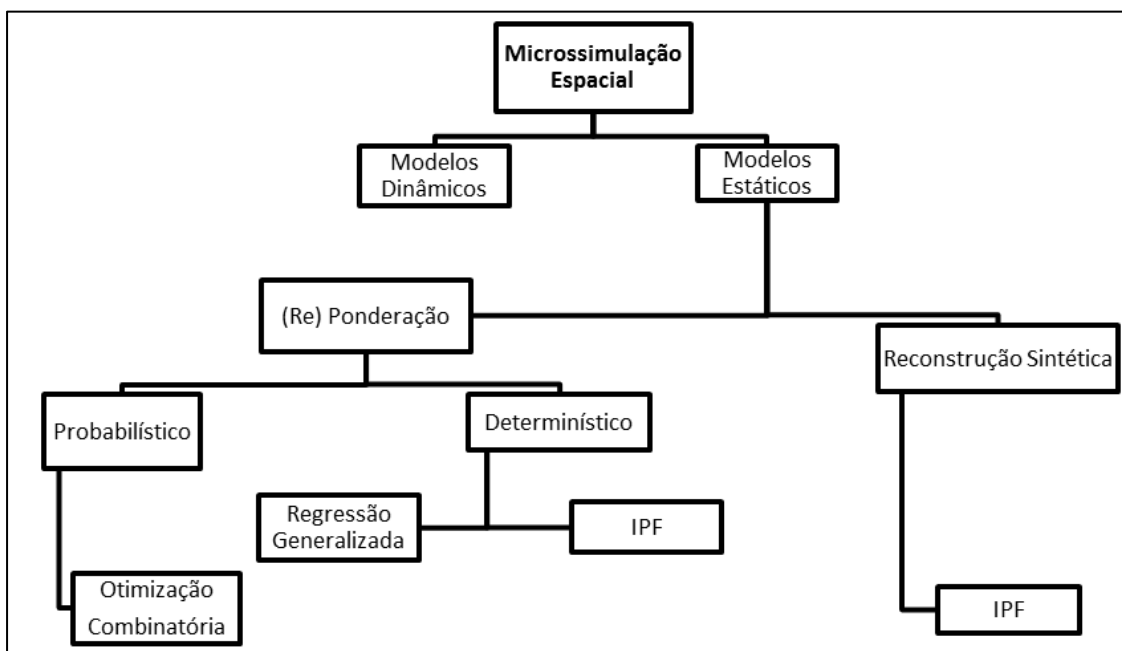 Microssimulação
Espacial
Modelos
Dinâmicos
Modelos
Estáticos
(Re) Ponderação
Reconstrução Sintética
Probabilístico
Determinístico
Regressão
Generalizada
IPF
Otimização
Combinatória
IPF